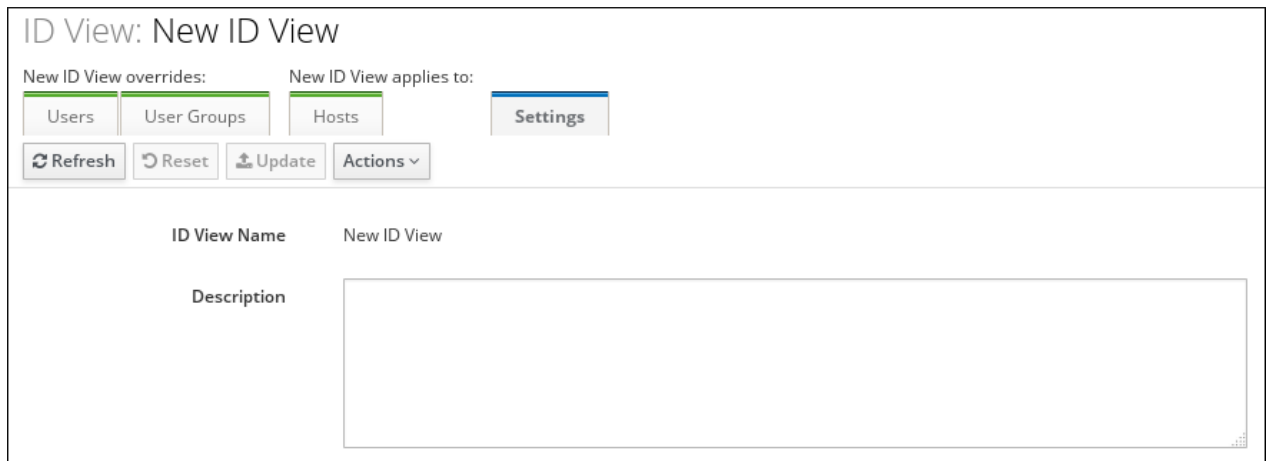 ID View: New ID View
New ID View overrides: New ID View applies to:
Users User Groups Hosts Settings
Refresh Reset Update Actions
ID View Name New ID View
Description